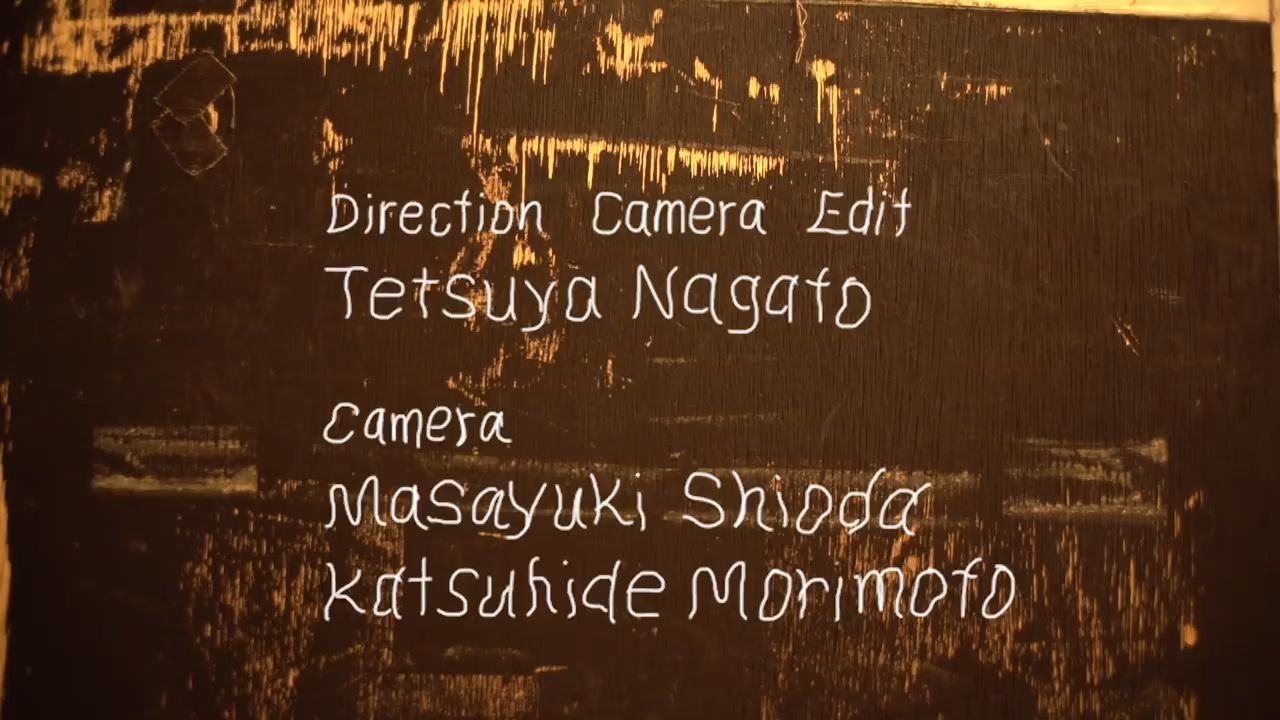 Direction Camera Edit
Tetsuya Nagato
Camera
Masayuki Shioda
Katsuhide Morimoto